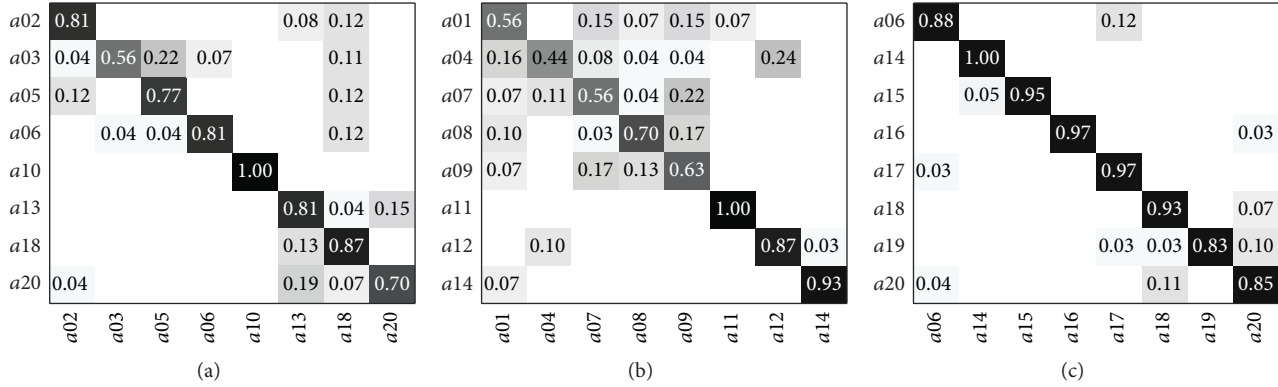 a02 0.81 0.08 0.12
a03 0.04 0.56 0.22 0.07 0.11
a05 0.12 0.77 0.12
a06 0.04 0.04 0.81 0.12
a10 1.00
a13 0.81 0.04 0.15
a18 0.13 0.87
a20 0.04 0.19 0.07 0.70
a02 a03 a05 a06 a10 a13 a18 a20
(a)
a01 0.56 0.15 0.07 0.15 0.07
a04 0.16 0.44 0.08 0.04 0.04 0.24
a07 0.07 0.11 0.56 0.04 0.22
a08 0.10 0.03 0.70 0.17
a09 0.07 0.17 0.13 0.63
a11 1.00
a12 0.10 0.87 0.03
a14 0.07 0.93
a01 a04 a07 a08 a09 a11 a12 a14
(b)
a06 0.88 0.12
a14 1.00
a15 0.05 0.95
a16 0.97 0.03
a17 0.03 0.97
a18 0.93 0.07
a19 0.03 0.03 0.83 0.10
a20 0.04 0.11 0.85
a06 a14 a15 a16 a17 a18 a19 a20
(c)